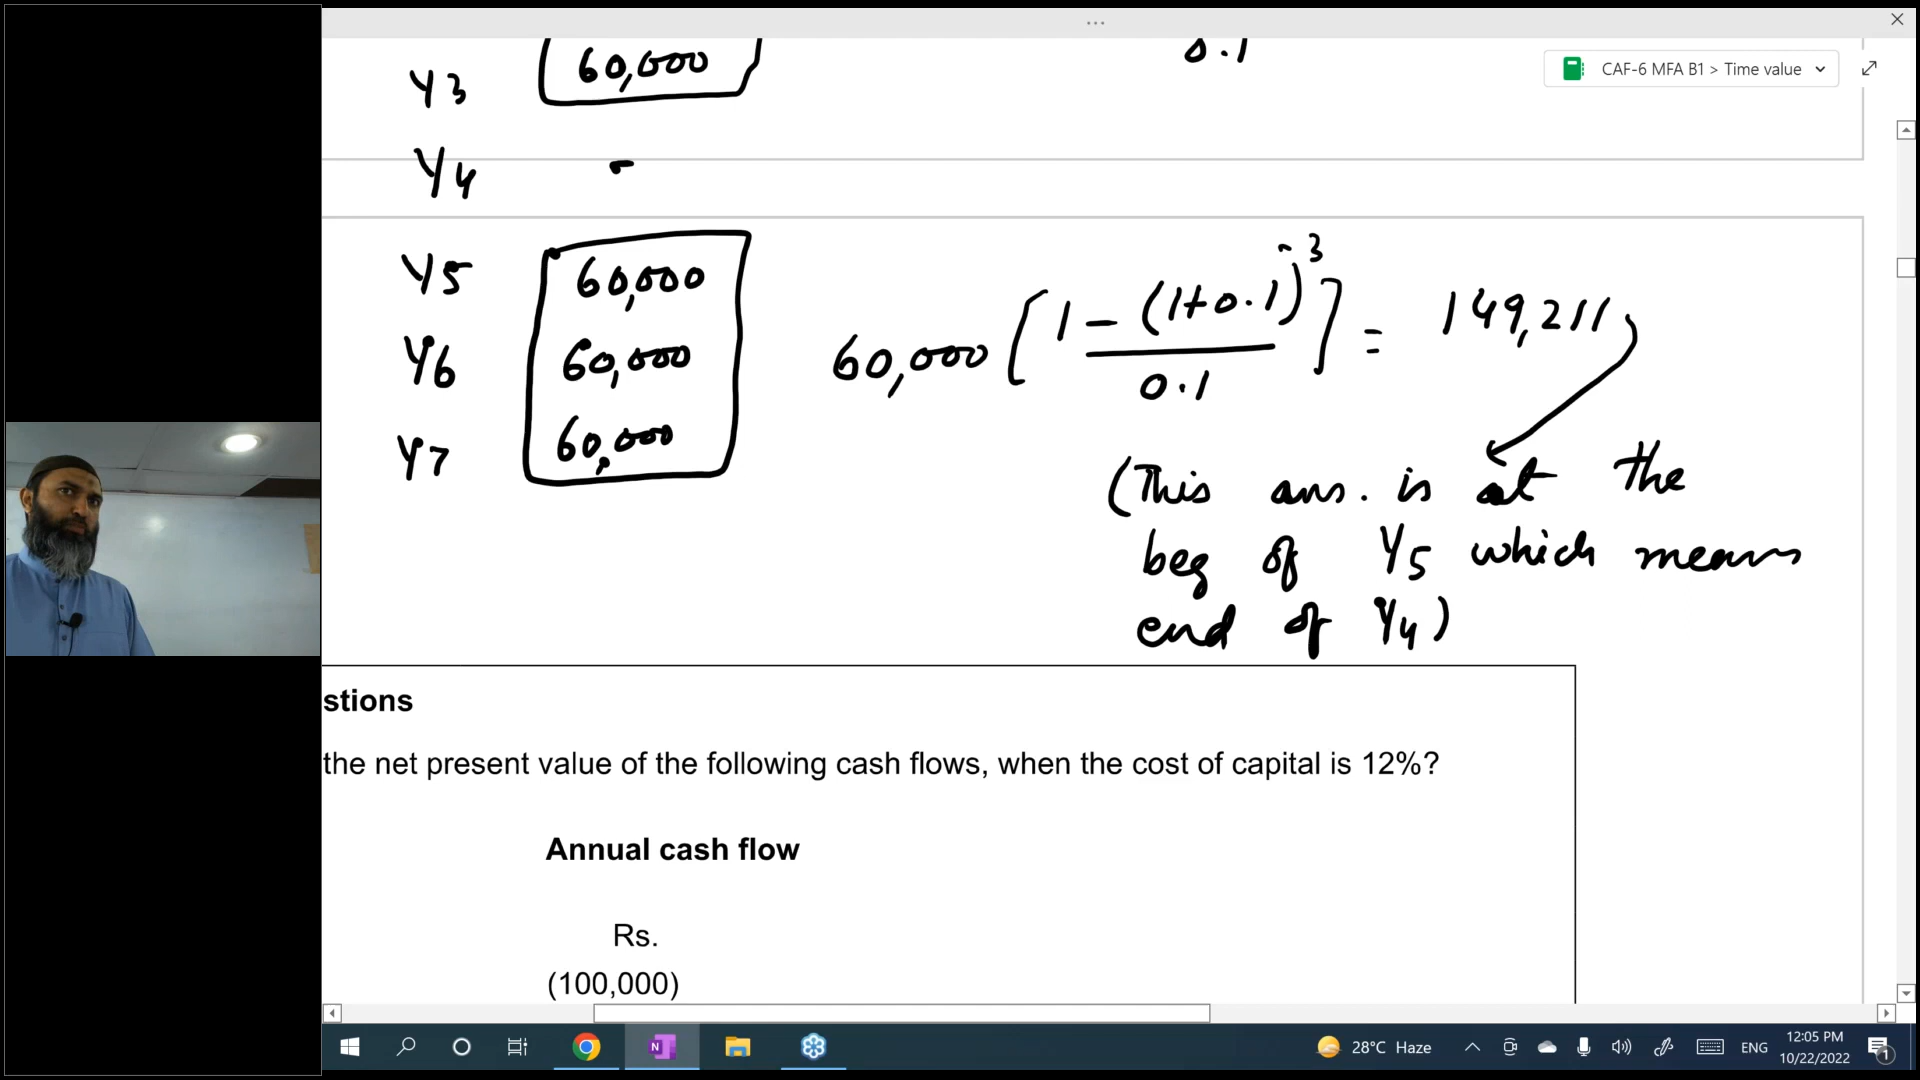 ...
0.1
Y3 60,000
CAF-6 MFA B1 > Time value
Y4 -
Y5 60,000
Y6 60,000
Y7 60,000
60,000 [1 - (1+0.1)^-3 / 0.1] = 149,211
(This ans. is at the
beg of Y5 which means
end of Y4)
stions
the net present value of the following cash flows, when the cost of capital is 12%?
Annual cash flow
Rs.
(100,000)
28°C Haze
ENG
12:05 PM
10/22/2022
1